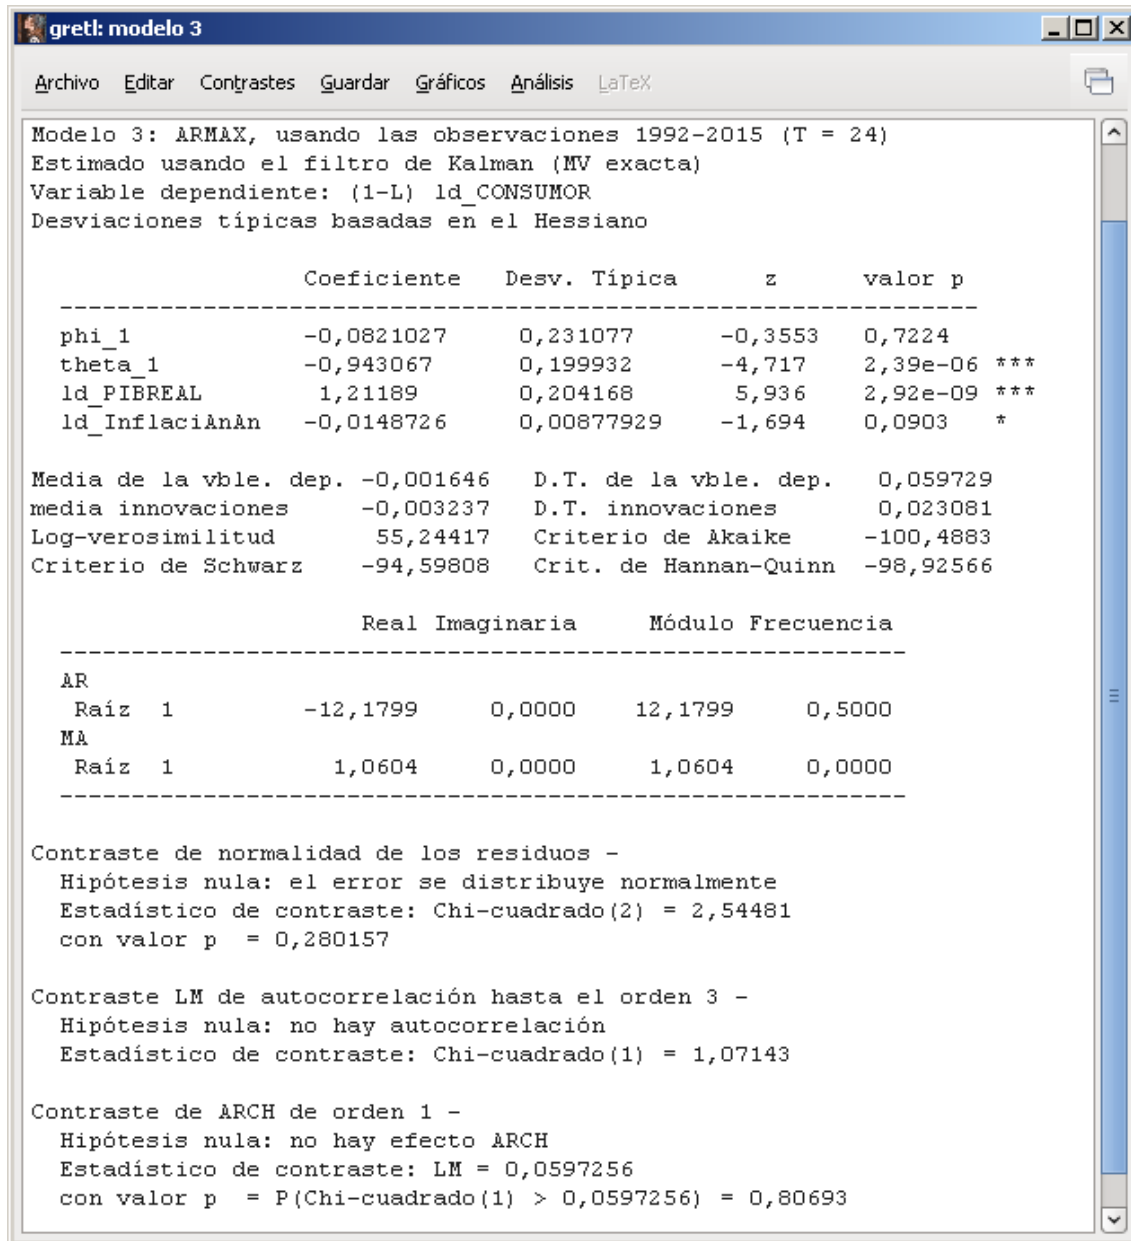 gretl: modelo 3
Archivo Editar Contrastes Guardar Gráficos Análisis LaTeX
Modelo 3: ARMAX, usando las observaciones 1992-2015 (T = 24)
Estimado usando el filtro de Kalman (MV exacta)
Variable dependiente: (1-L) ld_CONSUMOR
Desviaciones típicas basadas en el Hessiano
Coeficiente Desv. Típica z valor p
phi_1 -0,0821027 0,231077 -0,3553 0,7224
theta_1 -0,943067 0,199932 -4,717 2,39e-06 ***
ld_PIBREAL 1,21189 0,204168 5,936 2,92e-09 ***
ld_InflaciAnAn -0,0148726 0,00877929 -1,694 0,0903 *
Media de la vble. dep. -0,001646 D.T. de la vble. dep. 0,059729
media innovaciones -0,003237 D.T. innovaciones 0,023081
Log-verosimilitud 55,24417 Criterio de Akaike -100,4883
Criterio de Schwarz -94,59808 Crit. de Hannan-Quinn -98,92566
Real Imaginaria Módulo Frecuencia
AR
Raíz 1 -12,1799 0,0000 12,1799 0,5000
MA
Raíz 1 1,0604 0,0000 1,0604 0,0000
Contraste de normalidad de los residuos -
Hipótesis nula: el error se distribuye normalmente
Estadístico de contraste: Chi-cuadrado(2) = 2,54481
con valor p = 0,280157
Contraste LM de autocorrelación hasta el orden 3 -
Hipótesis nula: no hay autocorrelación
Estadístico de contraste: Chi-cuadrado(1) = 1,07143
Contraste de ARCH de orden 1 -
Hipótesis nula: no hay efecto ARCH
Estadístico de contraste: LM = 0,0597256
con valor p = P(Chi-cuadrado(1) > 0,0597256) = 0,80693